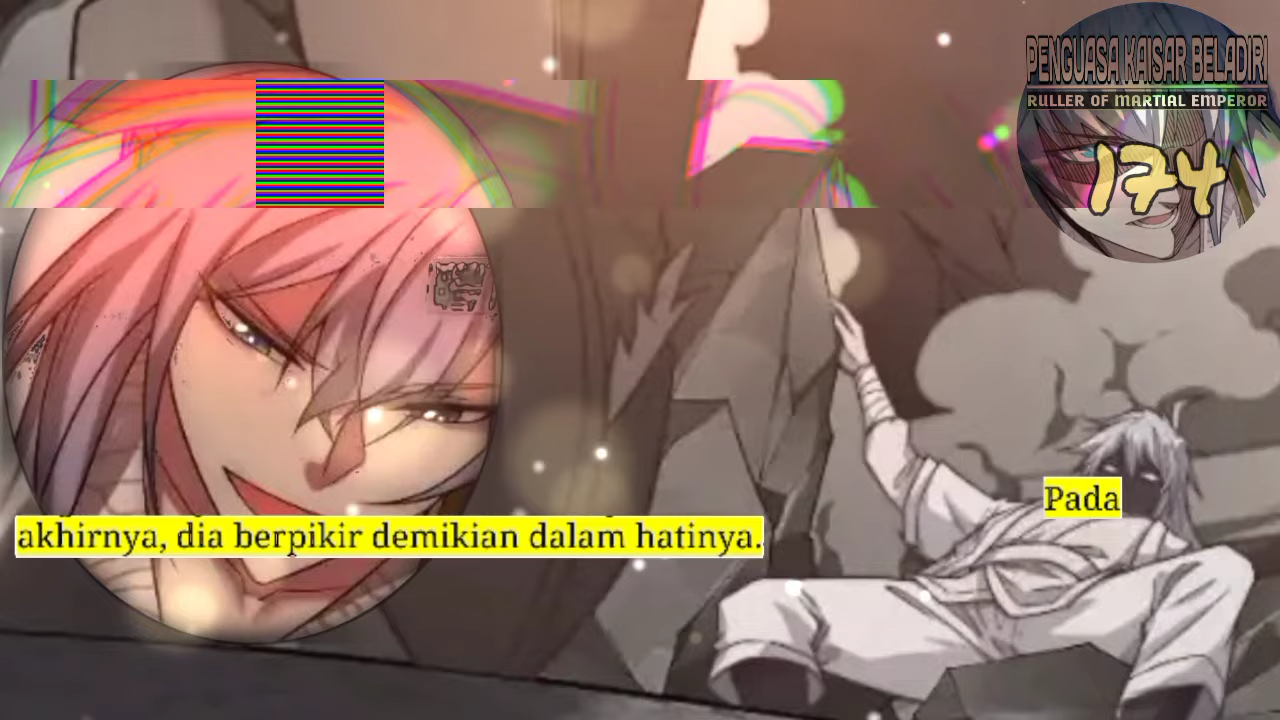 PENGUASA KAISAR BELADIRI
RULLER OF MARTIAL EMPEROR
174
Pada
akhirnya, dia berpikir demikian dalam hatinya.